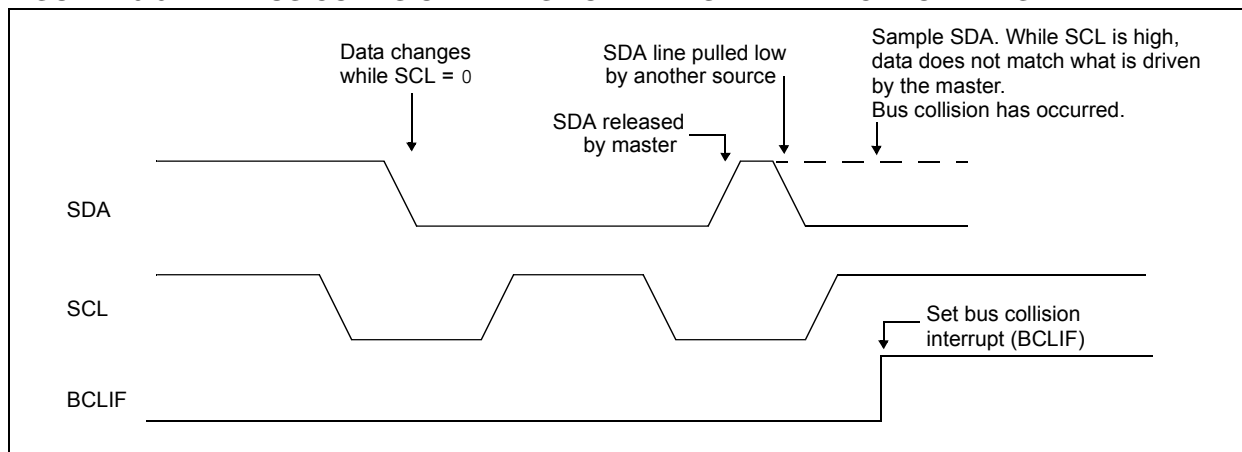 Data changes
while SCL = 0
SDA line pulled low
by another source
Sample SDA. While SCL is high,
data does not match what is driven
by the master.
Bus collision has occurred.
SDA released
by master
SDA
SCL
Set bus collision
interrupt (BCLIF)
BCLIF